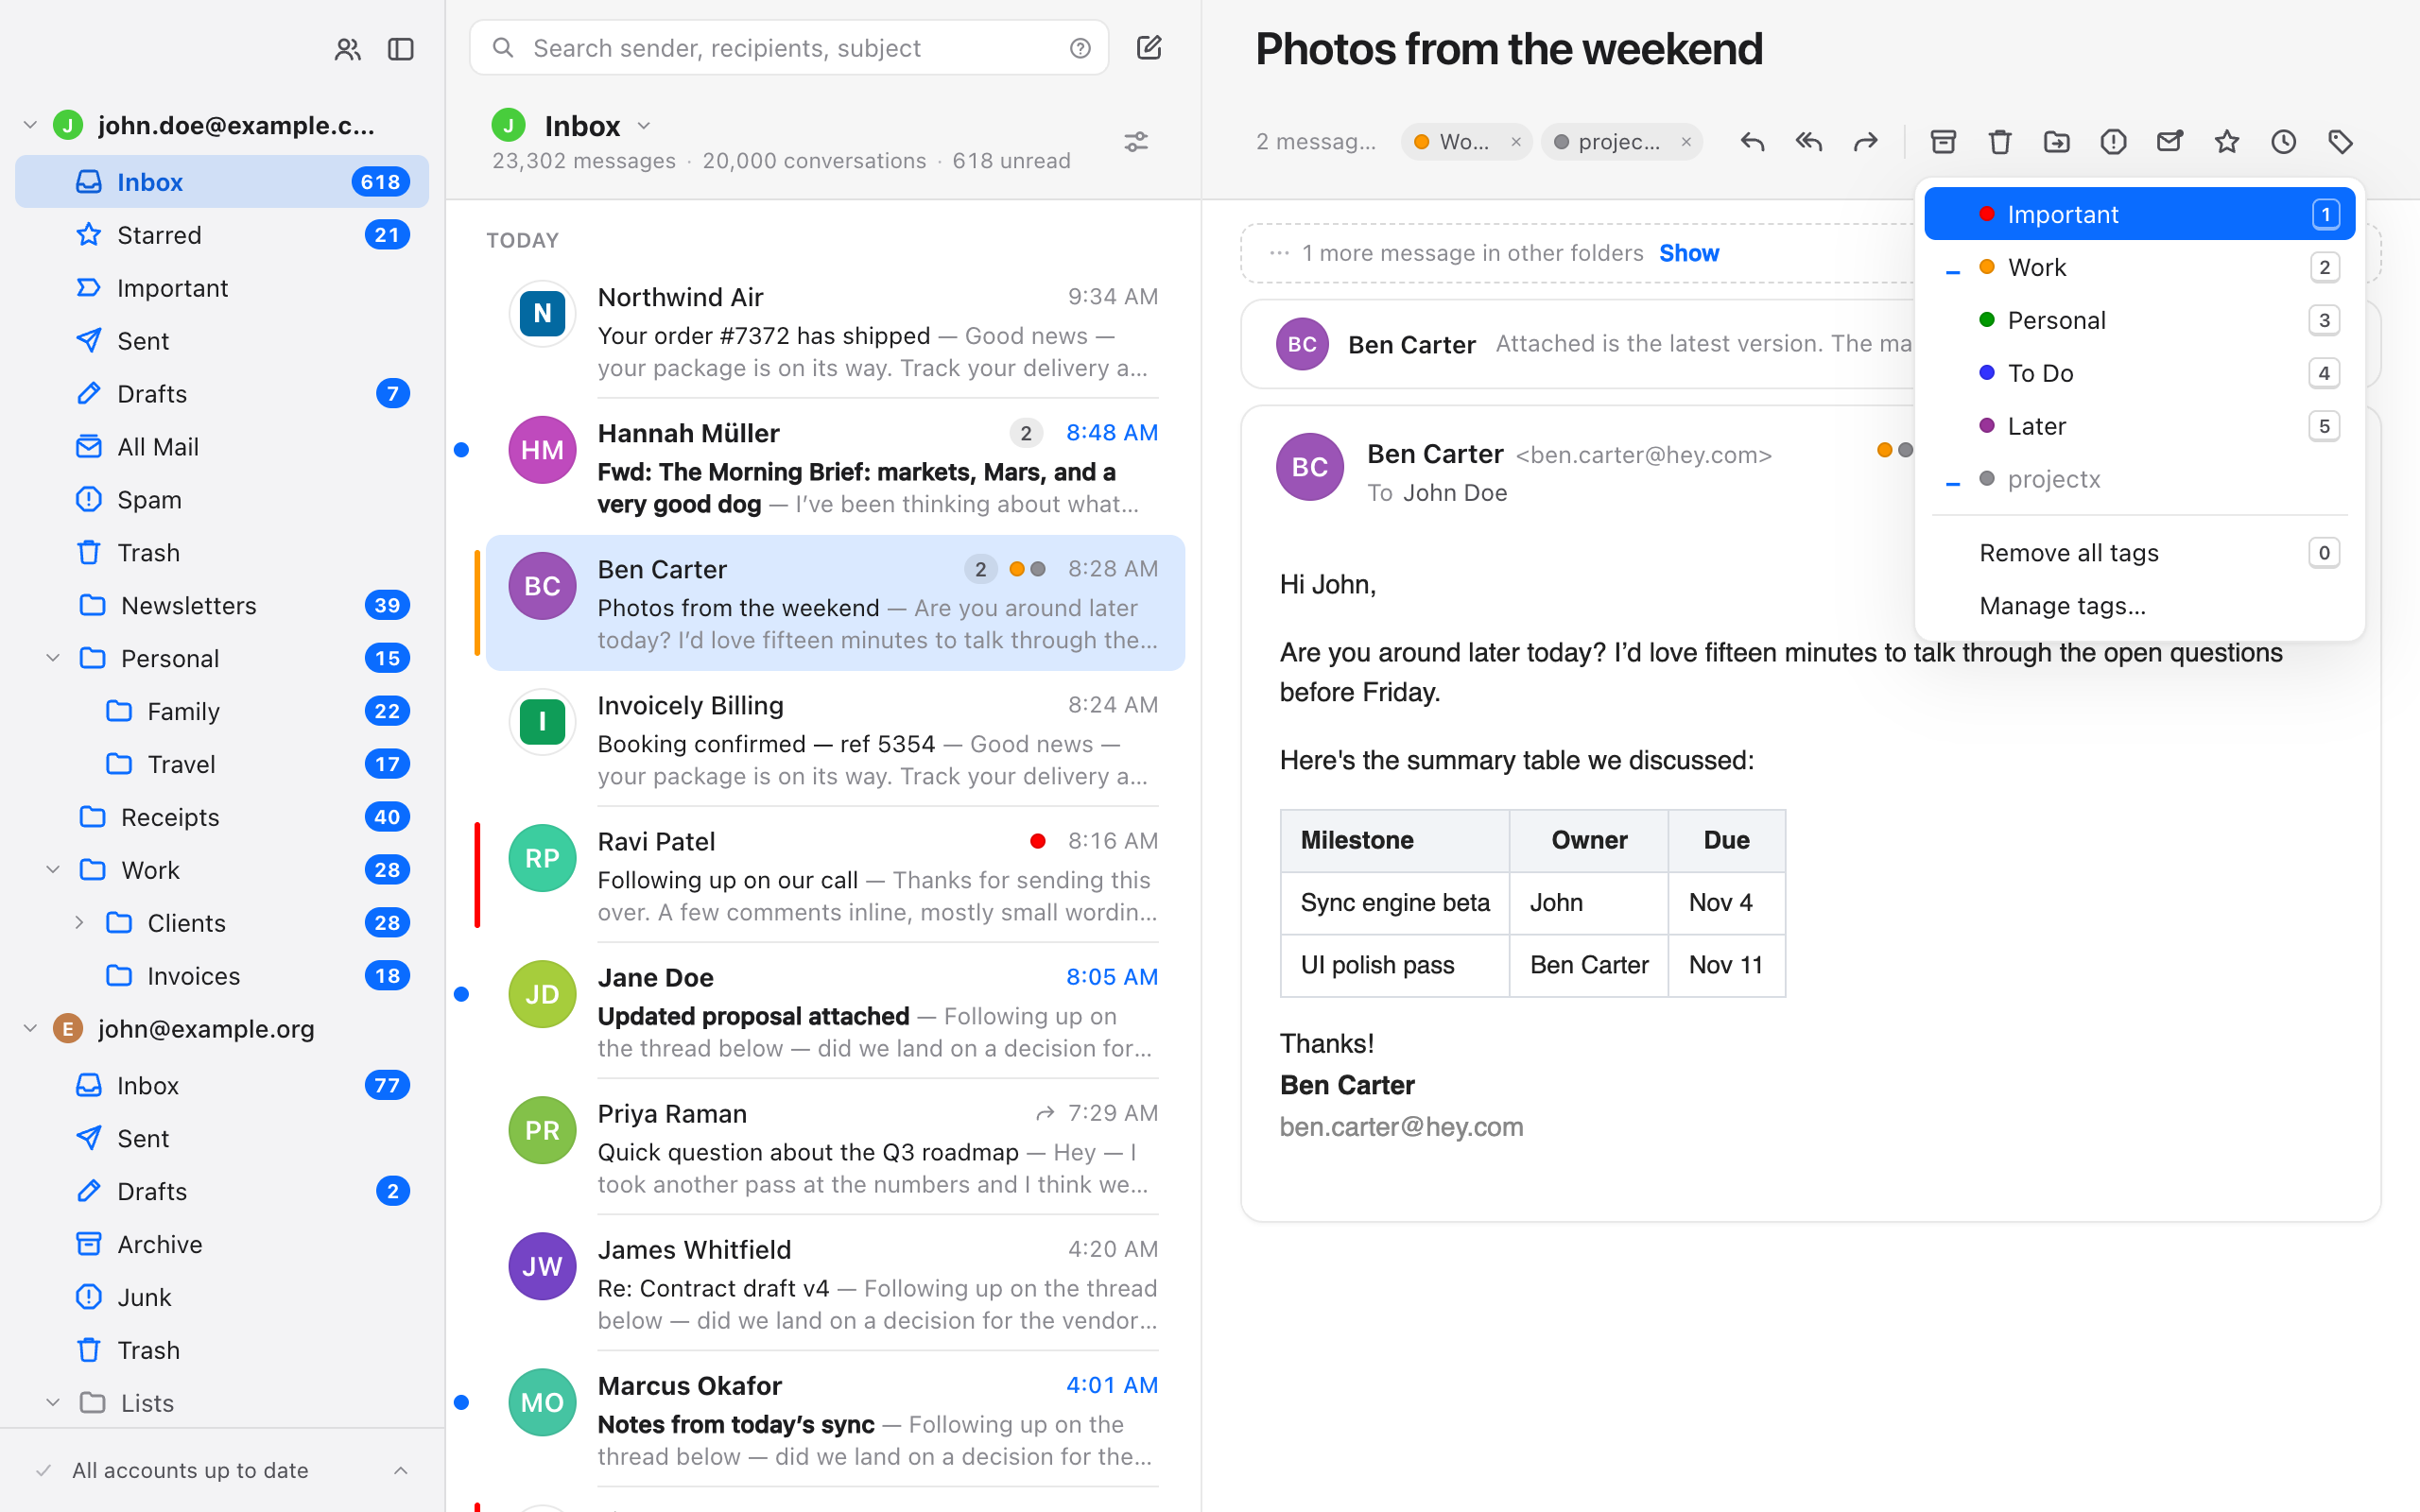 john.doe@example.c...
Inbox 618
Starred 21
Important
Sent
Drafts 7
All Mail
Spam
Trash
Newsletters 39
Personal 15
Family 22
Travel 17
Receipts 40
Work 28
Clients 28
Invoices 18
john@example.org
Inbox 77
Sent
Drafts 2
Archive
Junk
Trash
Lists
All accounts up to date
Search sender, recipients, subject
Inbox
23,302 messages · 20,000 conversations · 618 unread
TODAY
N
Northwind Air 9:34 AM
Your order #7372 has shipped — Good news —
your package is on its way. Track your delivery a...
HM
Hannah Müller 2 8:48 AM
Fwd: The Morning Brief: markets, Mars, and a
very good dog — I’ve been thinking about what...
BC
Ben Carter 2 8:28 AM
Photos from the weekend — Are you around later
today? I’d love fifteen minutes to talk through the...
I
Invoicely Billing 8:24 AM
Booking confirmed — ref 5354 — Good news —
your package is on its way. Track your delivery a...
RP
Ravi Patel 8:16 AM
Following up on our call — Thanks for sending this
over. A few comments inline, mostly small wordin...
JD
Jane Doe 8:05 AM
Updated proposal attached — Following up on
the thread below — did we land on a decision for...
PR
Priya Raman 7:29 AM
Quick question about the Q3 roadmap — Hey — I
took another pass at the numbers and I think we...
JW
James Whitfield 4:20 AM
Re: Contract draft v4 — Following up on the thread
below — did we land on a decision for the vendor...
MO
Marcus Okafor 4:01 AM
Notes from today’s sync — Following up on the
thread below — did we land on a decision for the...
Photos from the weekend
2 messag... Wo... × projec... ×
··· 1 more message in other folders Show
BC Ben Carter Attached is the latest version. The ma
BC
Ben Carter <ben.carter@hey.com>
To John Doe
Important 1
Work 2
Personal 3
To Do 4
Later 5
projectx
Remove all tags 0
Manage tags...
Hi John,
Are you around later today? I’d love fifteen minutes to talk through the open questions
before Friday.
Here's the summary table we discussed:
Milestone Owner Due
Sync engine beta John Nov 4
UI polish pass Ben Carter Nov 11
Thanks!
Ben Carter
ben.carter@hey.com